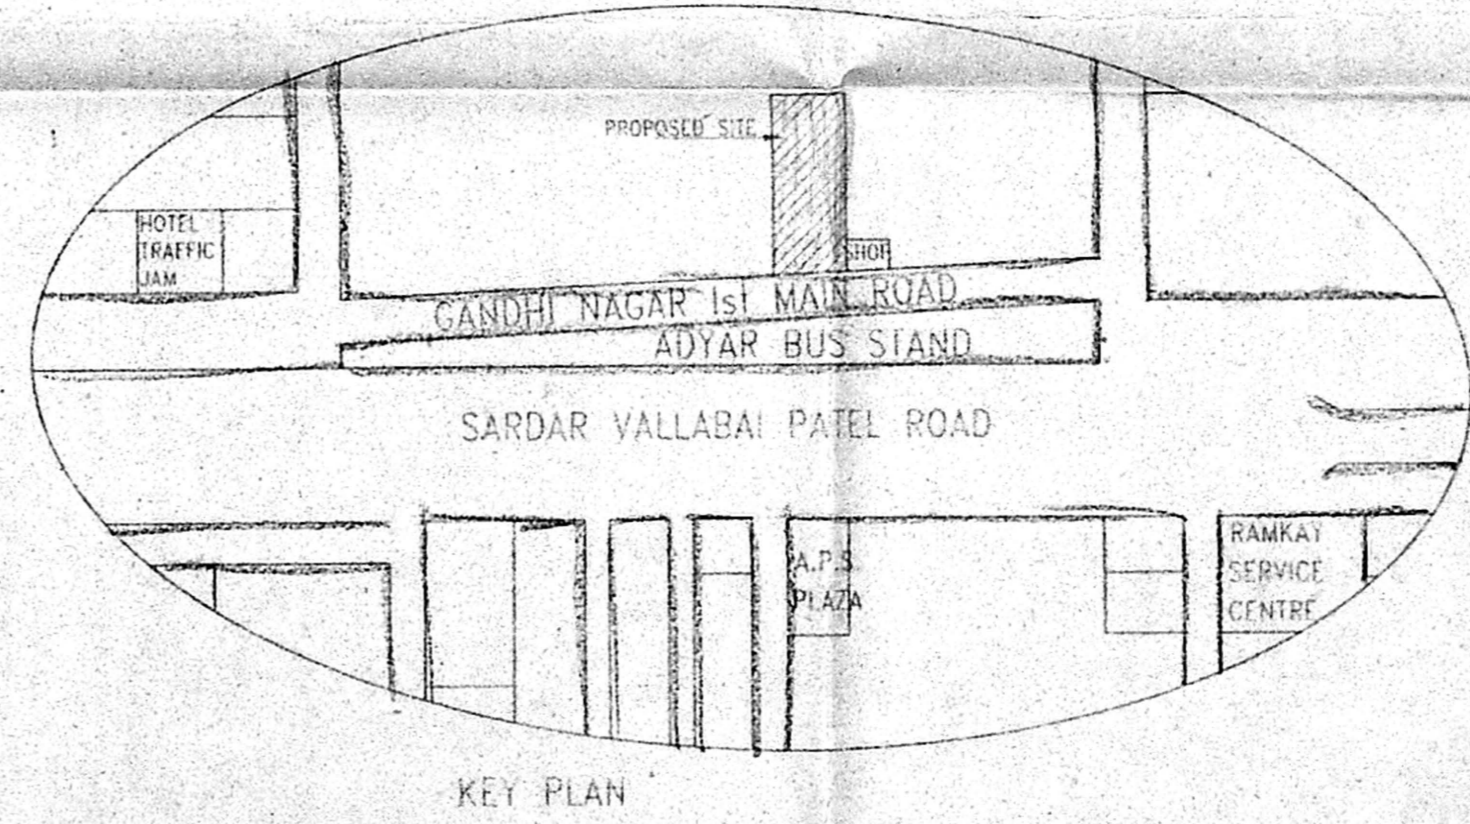 PROPOSED SITE
HOTEL
TRAFFIC
JAM
SHOP
GANDHI NAGAR 1st MAIN ROAD
ADYAR BUS STAND
SARDAR VALLABAI PATEL ROAD
A.P.S.
PLAZA
RAMKAY
SERVICE
CENTRE
KEY PLAN